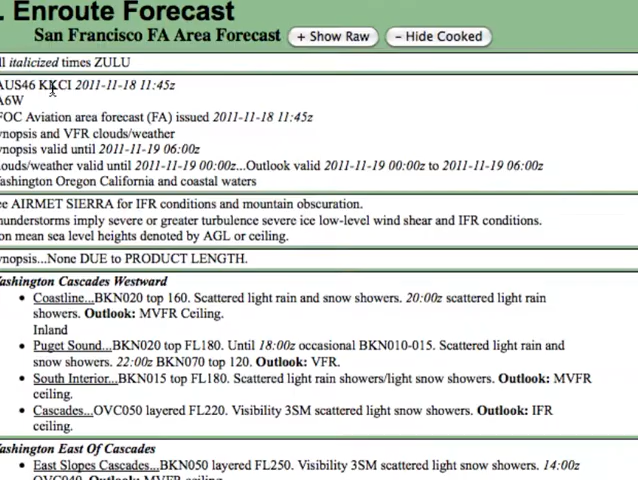 . Enroute Forecast
San Francisco FA Area Forecast + Show Raw - Hide Cooked
ll italicized times ZULU
AUS46 KKCI 2011-11-18 11:45z
A6W
FOC Aviation area forecast (FA) issued 2011-11-18 11:45z
ynopsis and VFR clouds/weather
ynopsis valid until 2011-11-19 06:00z
louds/weather valid until 2011-11-19 00:00z...Outlook valid 2011-11-19 00:00z to 2011-11-19 06:00z
ashington Oregon California and coastal waters
ee AIRMET SIERRA for IFR conditions and mountain obscuration.
hunderstorms imply severe or greater turbulence severe ice low-level wind shear and IFR conditions.
on mean sea level heights denoted by AGL or ceiling.
ynopsis...None DUE to PRODUCT LENGTH.
ashington Cascades Westward
• Coastline...BKN020 top 160. Scattered light rain and snow showers. 20:00z scattered light rain
showers. Outlook: MVFR Ceiling.
Inland
• Puget Sound...BKN020 top FL180. Until 18:00z occasional BKN010-015. Scattered light rain and
snow showers. 22:00z BKN070 top 120. Outlook: VFR.
• South Interior...BKN015 top FL180. Scattered light rain showers/light snow showers. Outlook: MVFR
ceiling.
• Cascades...OVC050 layered FL220. Visibility 3SM scattered light snow showers. Outlook: IFR
ceiling.
ashington East Of Cascades
• East Slopes Cascades...BKN050 layered FL250. Visibility 3SM scattered light snow showers. 14:00z
OVC040. Outlook: MVFR ceiling